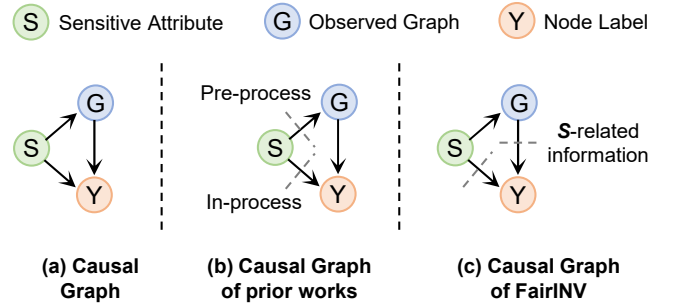 S Sensitive Attribute G Observed Graph Y Node Label
Pre-process
G
G
G
S
S
S
S-related
information
Y
Y
Y
In-process
(a) Causal
Graph
(b) Causal Graph
of prior works
(c) Causal Graph
of FairINV